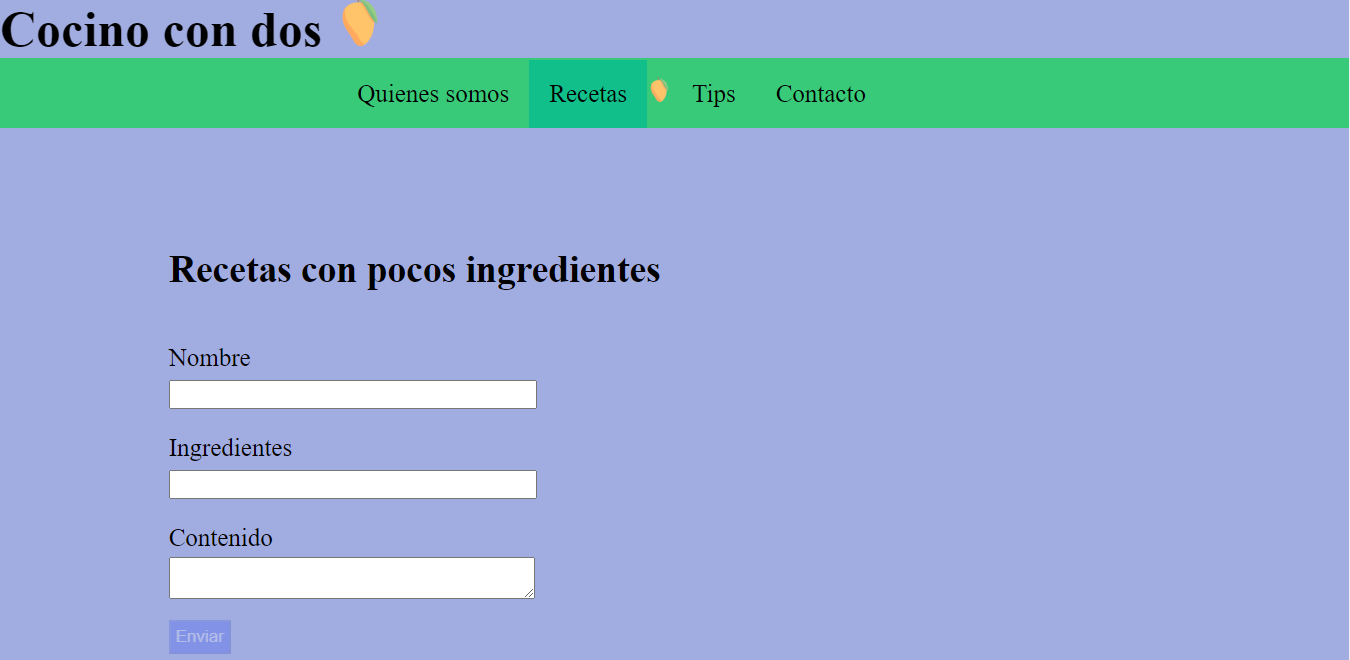 Cocino con dos
Quienes somos Recetas Tips Contacto
Recetas con pocos ingredientes
Nombre
Ingredientes
Contenido
Enviar